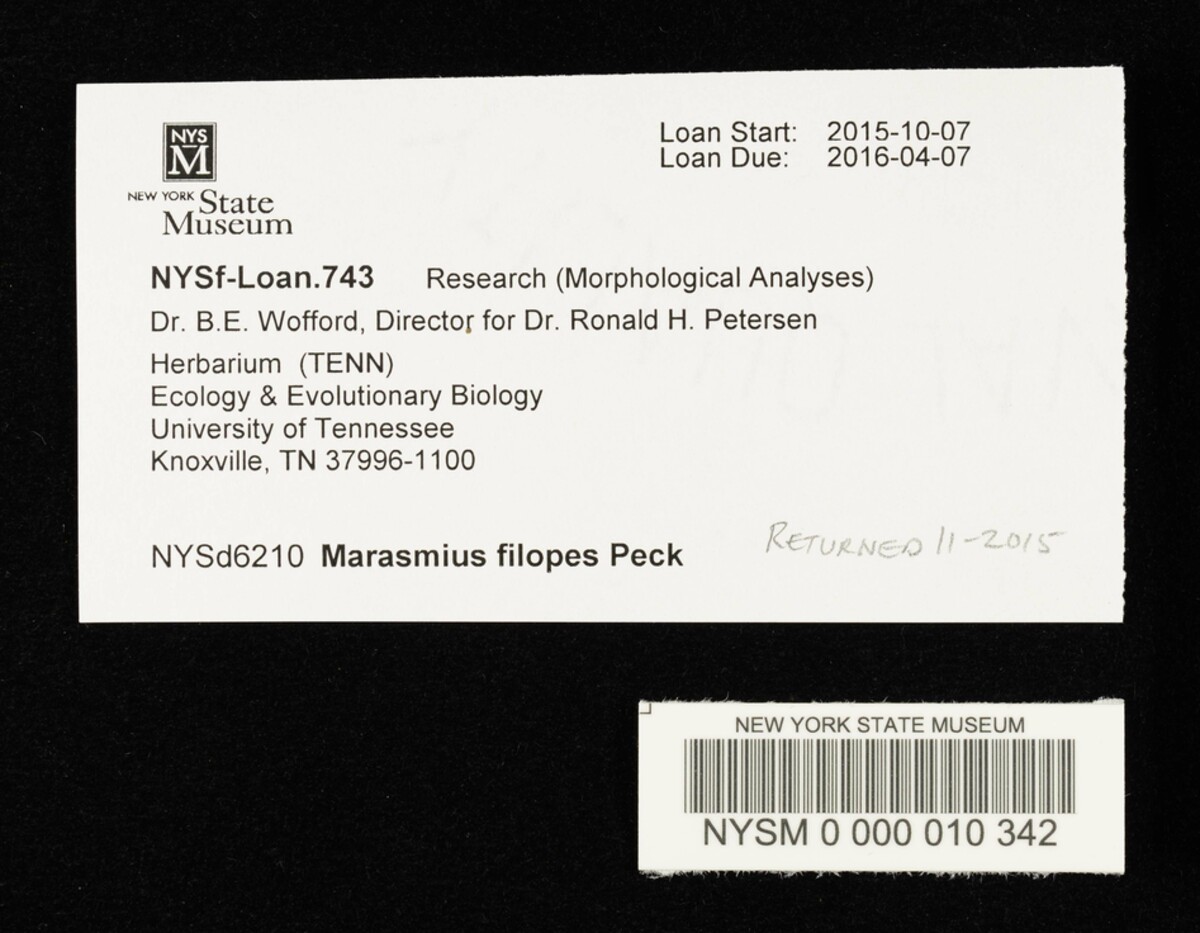 NYS
M
NEW YORK State
Museum
Loan Start: 2015-10-07
Loan Due: 2016-04-07
NYSf-Loan.743 Research (Morphological Analyses)
Dr. B.E. Wofford, Director for Dr. Ronald H. Petersen
Herbarium (TENN)
Ecology & Evolutionary Biology
University of Tennessee
Knoxville, TN 37996-1100
NYSd6210 Marasmius filopes Peck
RETURNED 11-2015
NEW YORK STATE MUSEUM
NYSM 0 000 010 342